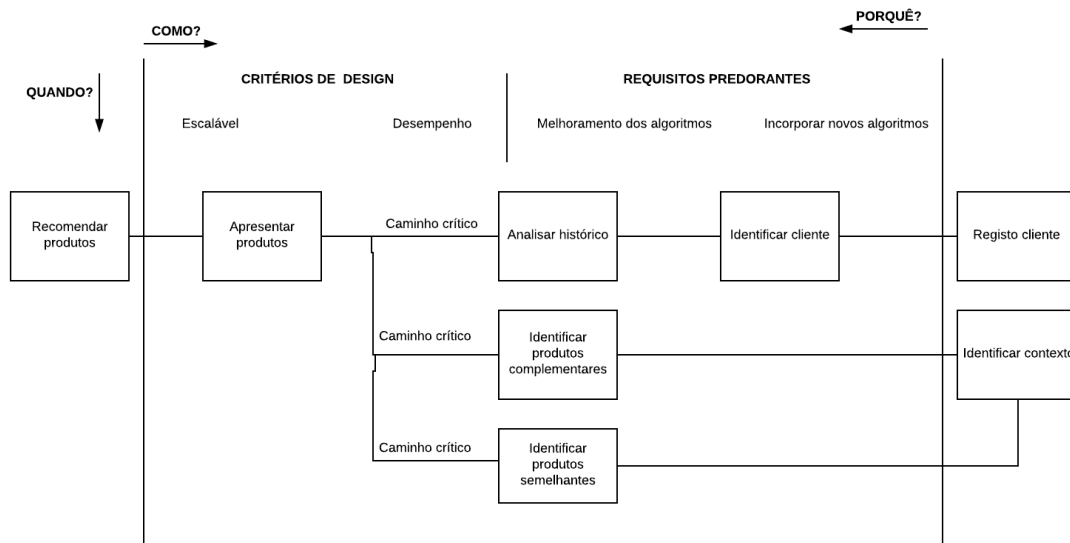 COMO?
PORQUÊ?
QUANDO?
CRITÉRIOS DE DESIGN
REQUISITOS PREDORANTES
Escalável
Desempenho
Melhoramento dos algoritmos
Incorporar novos algoritmos
Recomendar
produtos
Apresentar
produtos
Caminho crítico
Analisar histórico
Identificar cliente
Registo cliente
Caminho crítico
Identificar
produtos
complementares
Identificar contexto
Caminho crítico
Identificar
produtos
semelhantes